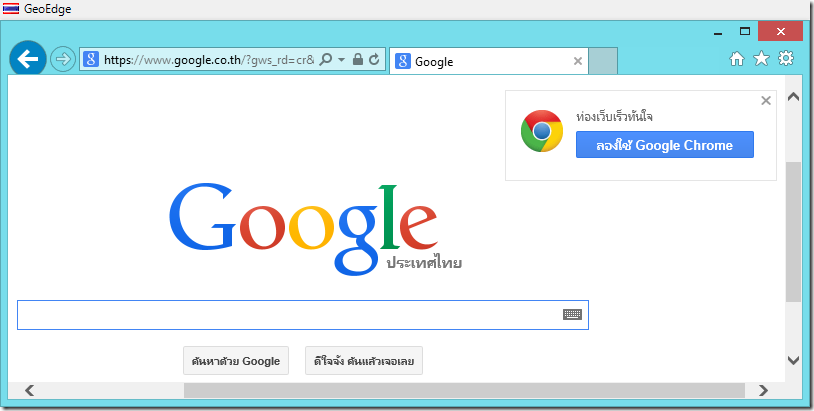 GeoEdge
https://www.google.co.th/?gws_rd=cr&
Google
ท่องเว็บเร็วทันใจ
ลองใช้ Google Chrome
Google
ประเทศไทย
ค้นหาด้วย Google
ดีใจจัง ค้นแล้วเจอเลย